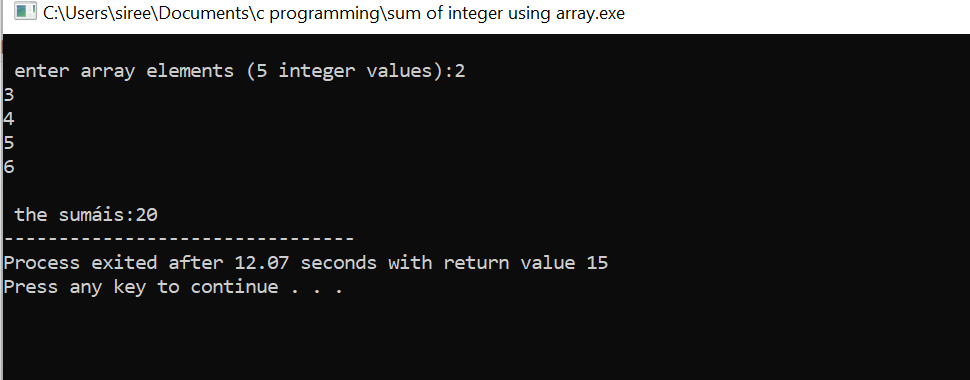 C:\Users\siree\Documents\c programming\sum of integer using array.exe
enter array elements (5 integer values):2
3
4
5
6
the sumáis:20
--------------------------------
Process exited after 12.07 seconds with return value 15
Press any key to continue . . .